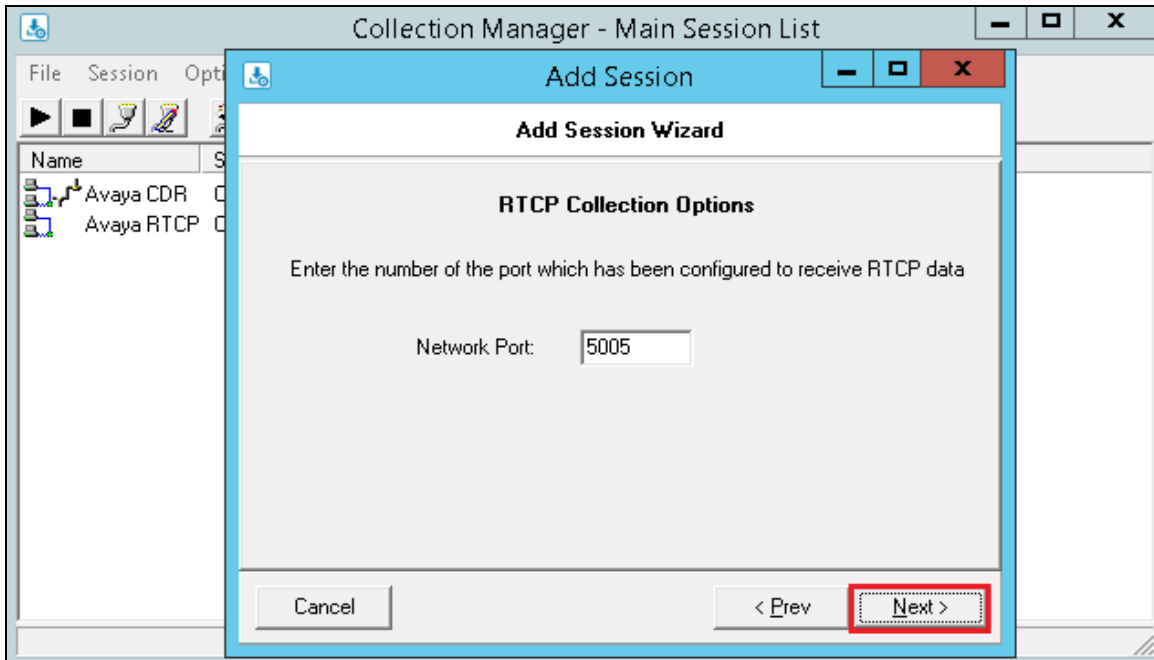 Collection Manager - Main Session List
File Session Opti
Add Session
Add Session Wizard
Name S
Avaya CDR
Avaya RTCP
RTCP Collection Options
Enter the number of the port which has been configured to receive RTCP data
Network Port: 5005
Cancel < Prev Next >